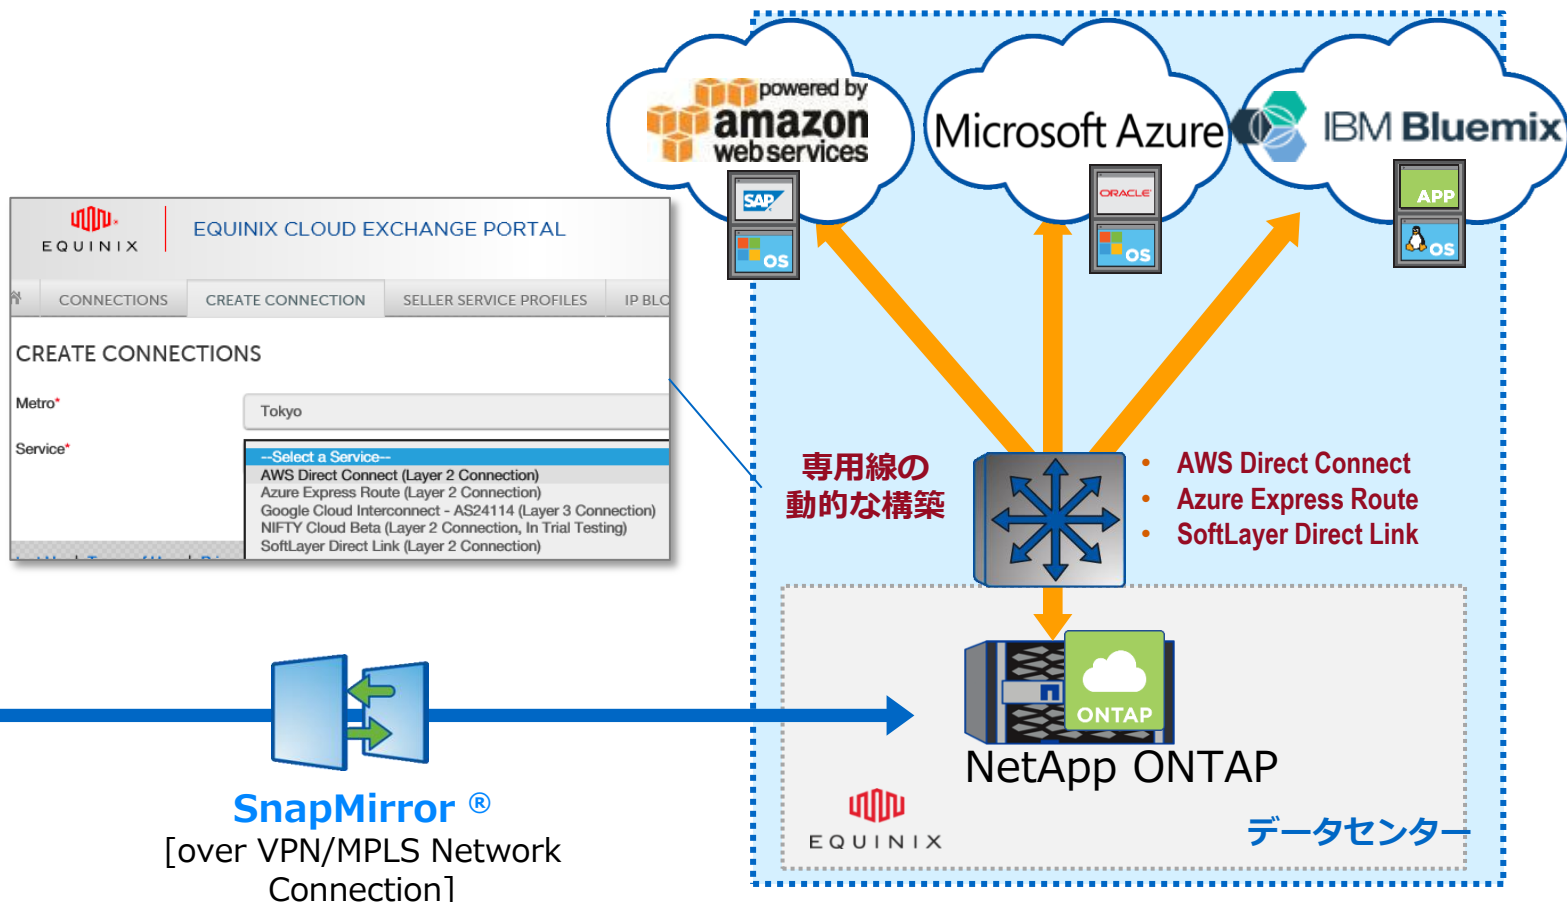 powered by
amazon
web services
Microsoft Azure
IBM Bluemix
SAP
OS
ORACLE
OS
APP
OS
EQUINIX
EQUINIX CLOUD EXCHANGE PORTAL
CONNECTIONS
CREATE CONNECTION
SELLER SERVICE PROFILES
IP BLO
CREATE CONNECTIONS
Metro*
Tokyo
Service*
--Select a Service--
AWS Direct Connect (Layer 2 Connection)
Azure Express Route (Layer 2 Connection)
Google Cloud Interconnect - AS24114 (Layer 3 Connection)
NIFTY Cloud Beta (Layer 2 Connection, In Trial Testing)
SoftLayer Direct Link (Layer 2 Connection)
専用線の
動的な構築
• AWS Direct Connect
• Azure Express Route
• SoftLayer Direct Link
ONTAP
NetApp ONTAP
EQUINIX
データセンター
SnapMirror ®
[over VPN/MPLS Network
Connection]